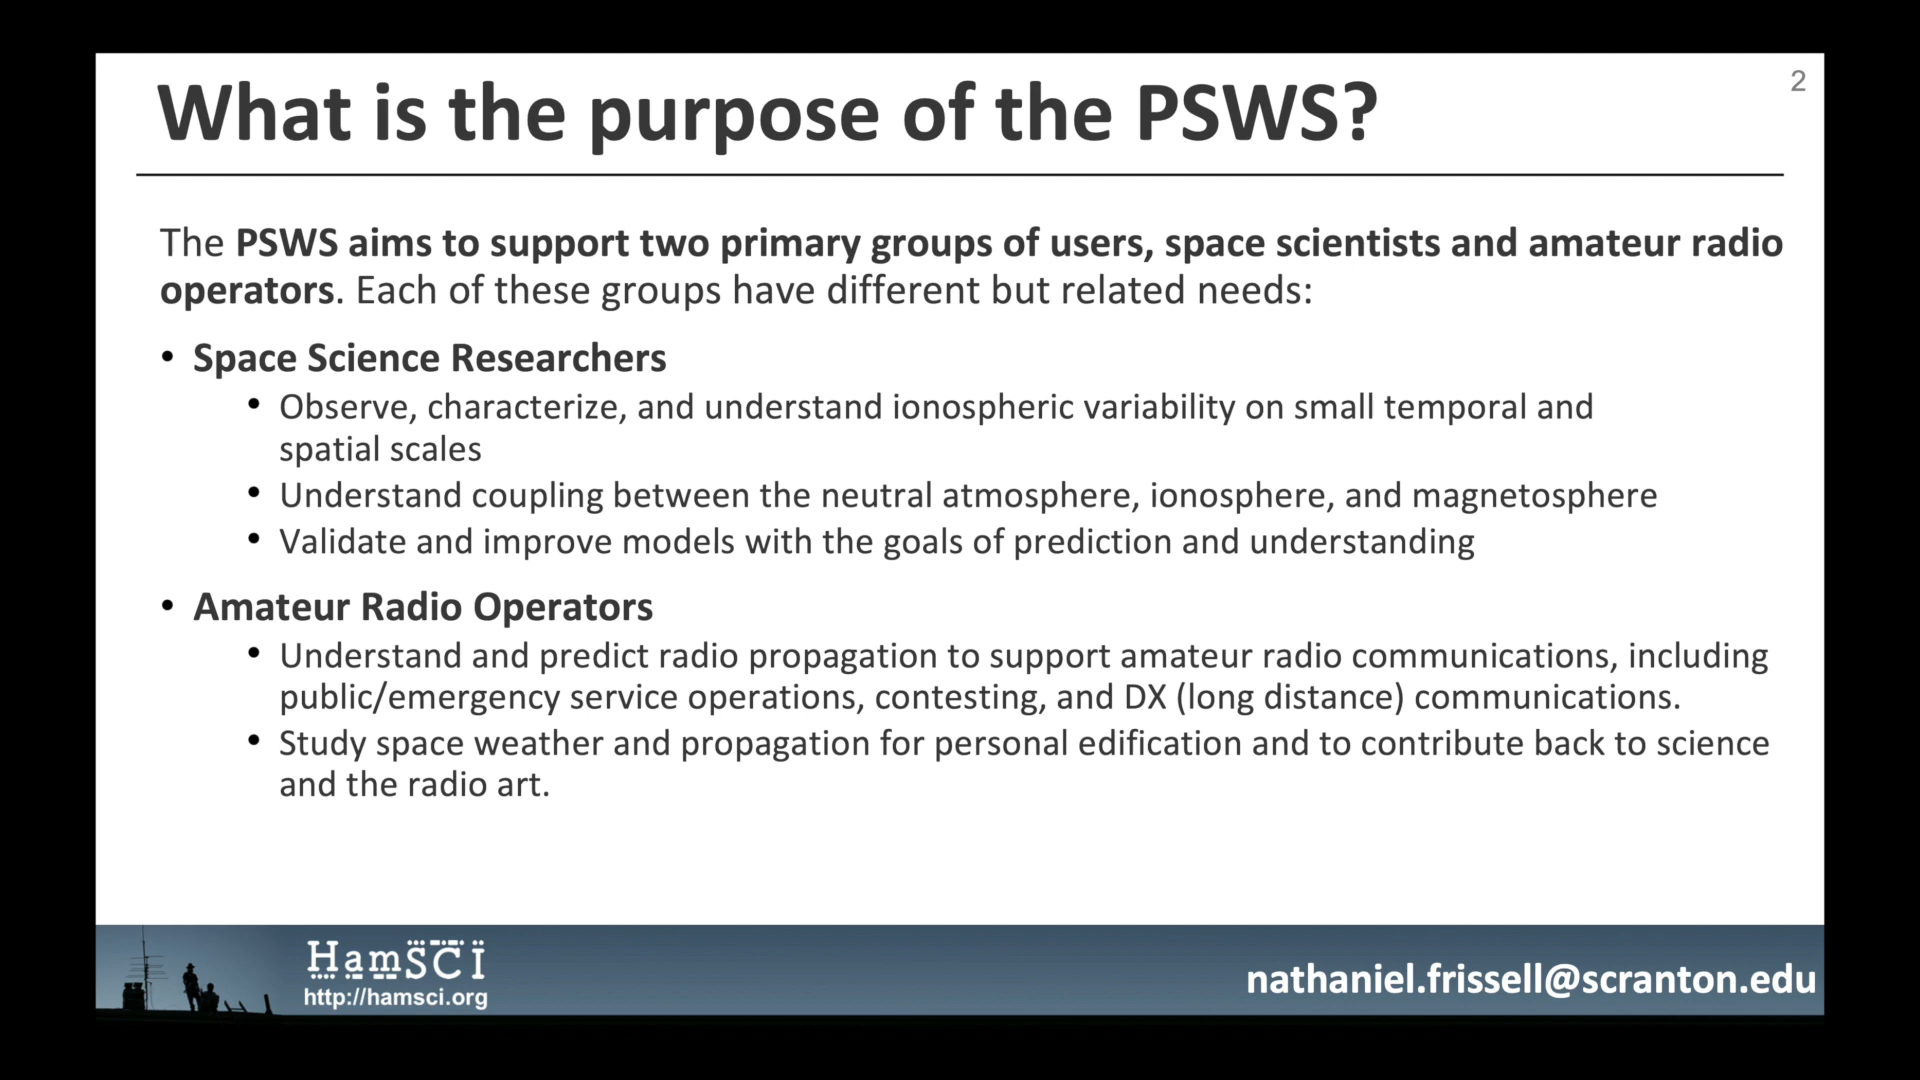 2
What is the purpose of the PSWS?
The PSWS aims to support two primary groups of users, space scientists and amateur radio
operators. Each of these groups have different but related needs:
• Space Science Researchers
• Observe, characterize, and understand ionospheric variability on small temporal and
spatial scales
• Understand coupling between the neutral atmosphere, ionosphere, and magnetosphere
• Validate and improve models with the goals of prediction and understanding
• Amateur Radio Operators
• Understand and predict radio propagation to support amateur radio communications, including
public/emergency service operations, contesting, and DX (long distance) communications.
• Study space weather and propagation for personal edification and to contribute back to science
and the radio art.
HamSCI
http://hamsci.org
nathaniel.frissell@scranton.edu